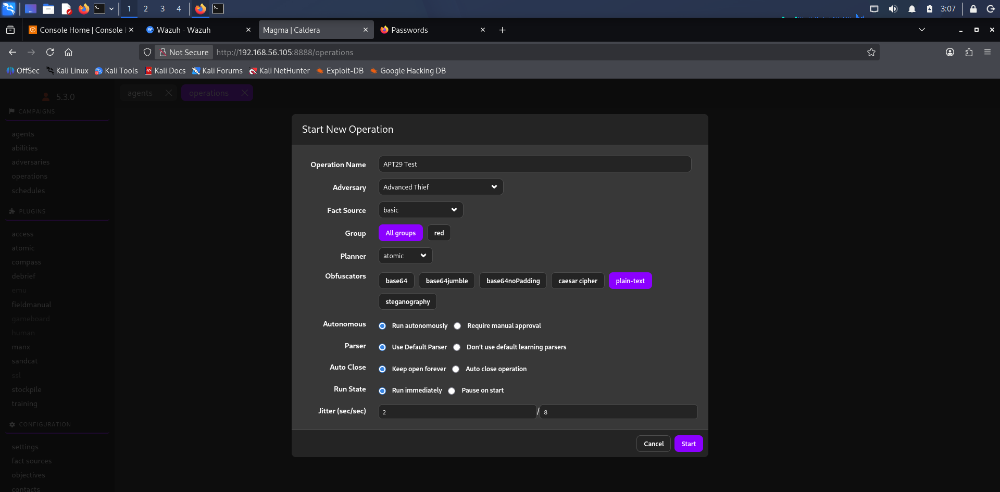 1 2 3 4 3:07
Console Home | Console Wazuh - Wazuh Magma | Caldera Passwords
Not Secure http://192.168.56.105:8888/operations
OffSec Kali Linux Kali Tools Kali Docs Kali Forums Kali NetHunter Exploit-DB Google Hacking DB
5.3.0 agents operations
CAMPAIGNS
agents
abilities
adversaries
operations
schedules
PLUGINS
access
atomic
compass
debrief
emu
fieldmanual
gameboard
human
manx
sandcat
ssl
stockpile
training
CONFIGURATION
settings
fact sources
objectives
contacts
Start New Operation
Operation Name APT29 Test
Adversary Advanced Thief
Fact Source basic
Group All groups red
Planner atomic
Obfuscators base64 base64jumble base64noPadding caesar cipher plain-text
steganography
Autonomous Run autonomously Require manual approval
Parser Use Default Parser Don't use default learning parsers
Auto Close Keep open forever Auto close operation
Run State Run immediately Pause on start
Jitter (sec/sec) 2 / 8
Cancel Start